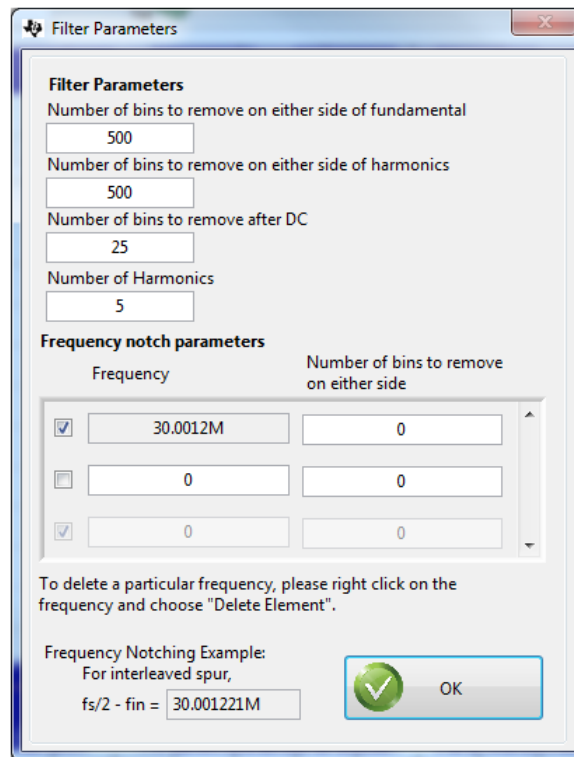 Filter Parameters
Filter Parameters
Number of bins to remove on either side of fundamental
500
Number of bins to remove on either side of harmonics
500
Number of bins to remove after DC
25
Number of Harmonics
5
Frequency notch parameters
Frequency
Number of bins to remove
on either side
30.0012M 0
0 0
0 0
To delete a particular frequency, please right click on the
frequency and choose "Delete Element".
Frequency Notching Example:
For interleaved spur,
fs/2 - fin = 30.001221M
OK